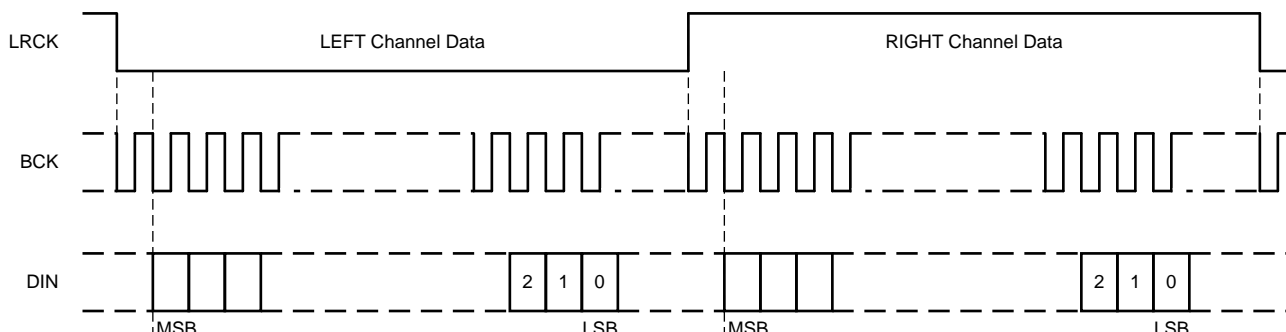 LRCK LEFT Channel Data RIGHT Channel Data
BCK
DIN 2 1 0 2 1 0
MSB LSB MSB LSB